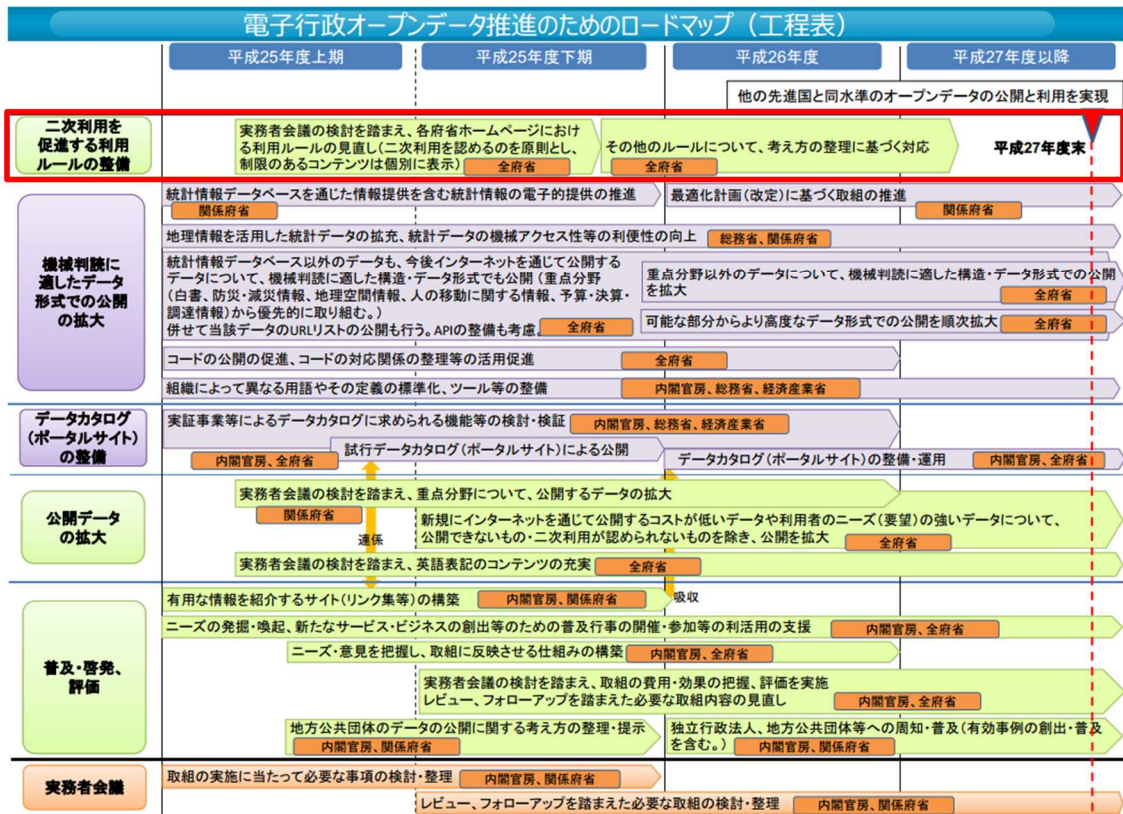 電子行政オープンデータ推進のためのロードマップ（工程表）
平成25年度上期
平成25年度下期
平成26年度
平成27年度以降
他の先進国と同水準のオープンデータの公開と利用を実現
二次利用を
促進する利用
ルールの整備
実務者会議の検討を踏まえ、各府省ホームページにおけ
る利用ルールの見直し(二次利用を認めるのを原則とし、
制限のあるコンテンツは個別に表示)
全府省
その他のルールについて、考え方の整理に基づく対応
全府省
平成27年度末
機械判読に
適したデータ
形式での公開
の拡大
統計情報データベースを通じた情報提供を含む統計情報の電子的提供の推進
関係府省
最適化計画(改定)に基づく取組の推進
関係府省
地理情報を活用した統計データの拡充、統計データの機械アクセス性等の利便性の向上
総務省、関係府省
統計情報データベース以外のデータも、今後インターネットを通じて公開する
データについて、機械判読に適した構造・データ形式でも公開(重点分野
(白書、防災・減災情報、地理空間情報、人の移動に関する情報、予算・決算・
調達情報)から優先的に取り組む。)
併せて当該データのURLリストの公開も行う。APIの整備も考慮。
全府省
重点分野以外のデータについて、機械判読に適した構造・データ形式での公開
を拡大
全府省
可能な部分からより高度なデータ形式での公開を順次拡大
全府省
コードの公開の促進、コードの対応関係の整理等の活用促進
全府省
組織によって異なる用語やその定義の標準化、ツール等の整備
内閣官房、総務省、経済産業省
データカタログ
(ポータルサイト)
の整備
実証事業等によるデータカタログに求められる機能等の検討・検証
内閣官房、総務省、経済産業省
試行データカタログ(ポータルサイト)による公開
内閣官房、全府省
データカタログ(ポータルサイト)の整備・運用
内閣官房、全府省
公開データ
の拡大
実務者会議の検討を踏まえ、重点分野について、公開するデータの拡大
関係府省
連係
新規にインターネットを通じて公開するコストが低いデータや利用者のニーズ(要望)の強いデータについて、
公開できないもの・二次利用が認められないものを除き、公開を拡大
全府省
実務者会議の検討を踏まえ、英語表記のコンテンツの充実
全府省
普及・啓発、
評価
有用な情報を紹介するサイト(リンク集等)の構築
内閣官房、関係府省
吸収
ニーズの発掘・喚起、新たなサービス・ビジネスの創出等のための普及行事の開催・参加等の利活用の支援
内閣官房、全府省
ニーズ・意見を把握し、取組に反映させる仕組みの構築
内閣官房、全府省
実務者会議の検討を踏まえ、取組の費用・効果の把握、評価を実施
レビュー、フォローアップを踏まえた必要な取組内容の見直し
内閣官房、全府省
地方公共団体のデータの公開に関する考え方の整理・提示
内閣官房、関係府省
独立行政法人、地方公共団体等への周知・普及(有効事例の創出・普及
を含む。)
内閣官房、関係府省
実務者会議
取組の実施に当たって必要な事項の検討・整理
内閣官房、関係府省
レビュー、フォローアップを踏まえた必要な取組の検討・整理
内閣官房、関係府省